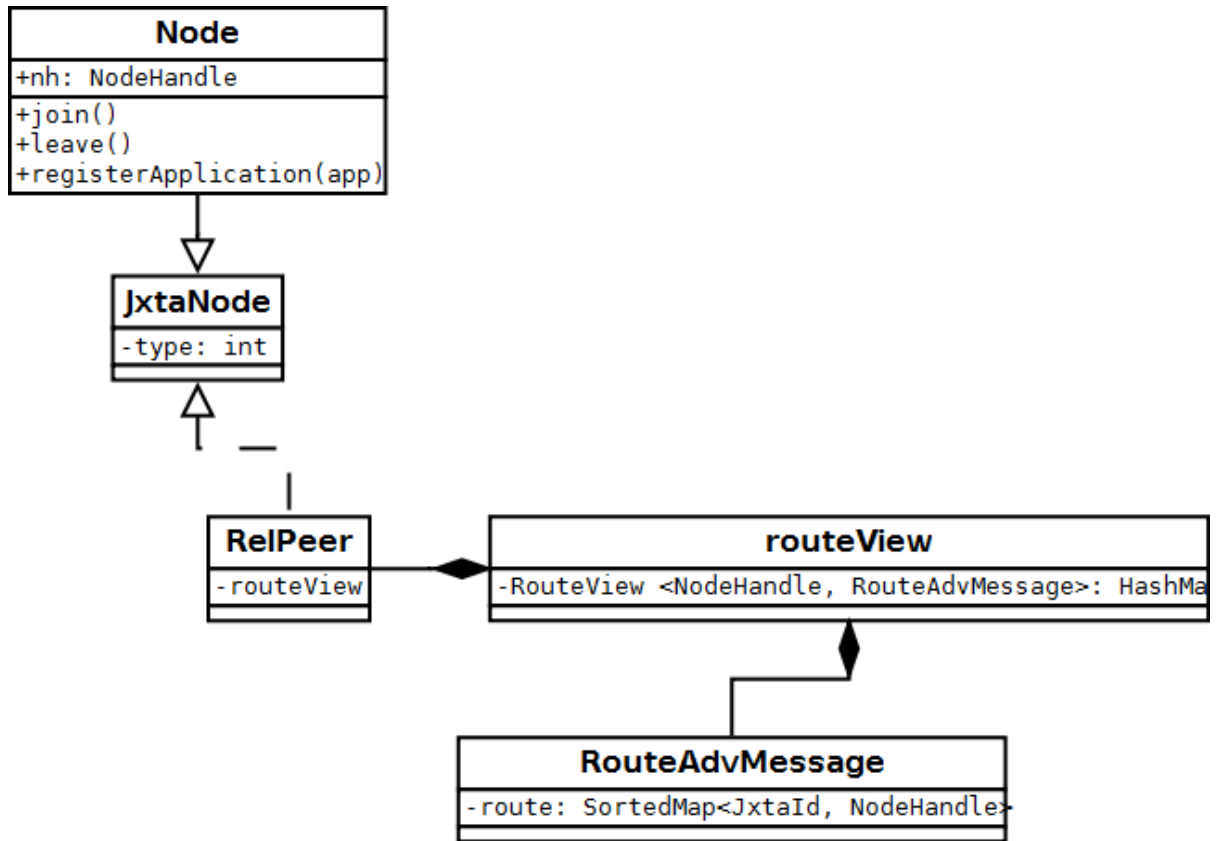 Node
+nh: NodeHandle
+join()
+leave()
+registerApplication(app)
JxtaNode
-type: int
RelPeer
-routeView
routeView
-RouteView <NodeHandle, RouteAdvMessage>: HashMa
RouteAdvMessage
-route: SortedMap<JxtaId, NodeHandle>